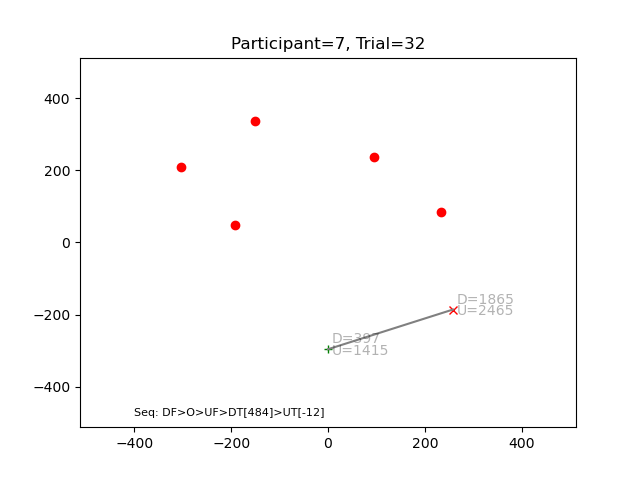 Participant=7, Trial=32
400
200
0
−200
−400
D=1865
U=2465
D=397
U=1415
Seq: DF>O>UF>DT[484]>UT[-12]
−400 −200 0 200 400